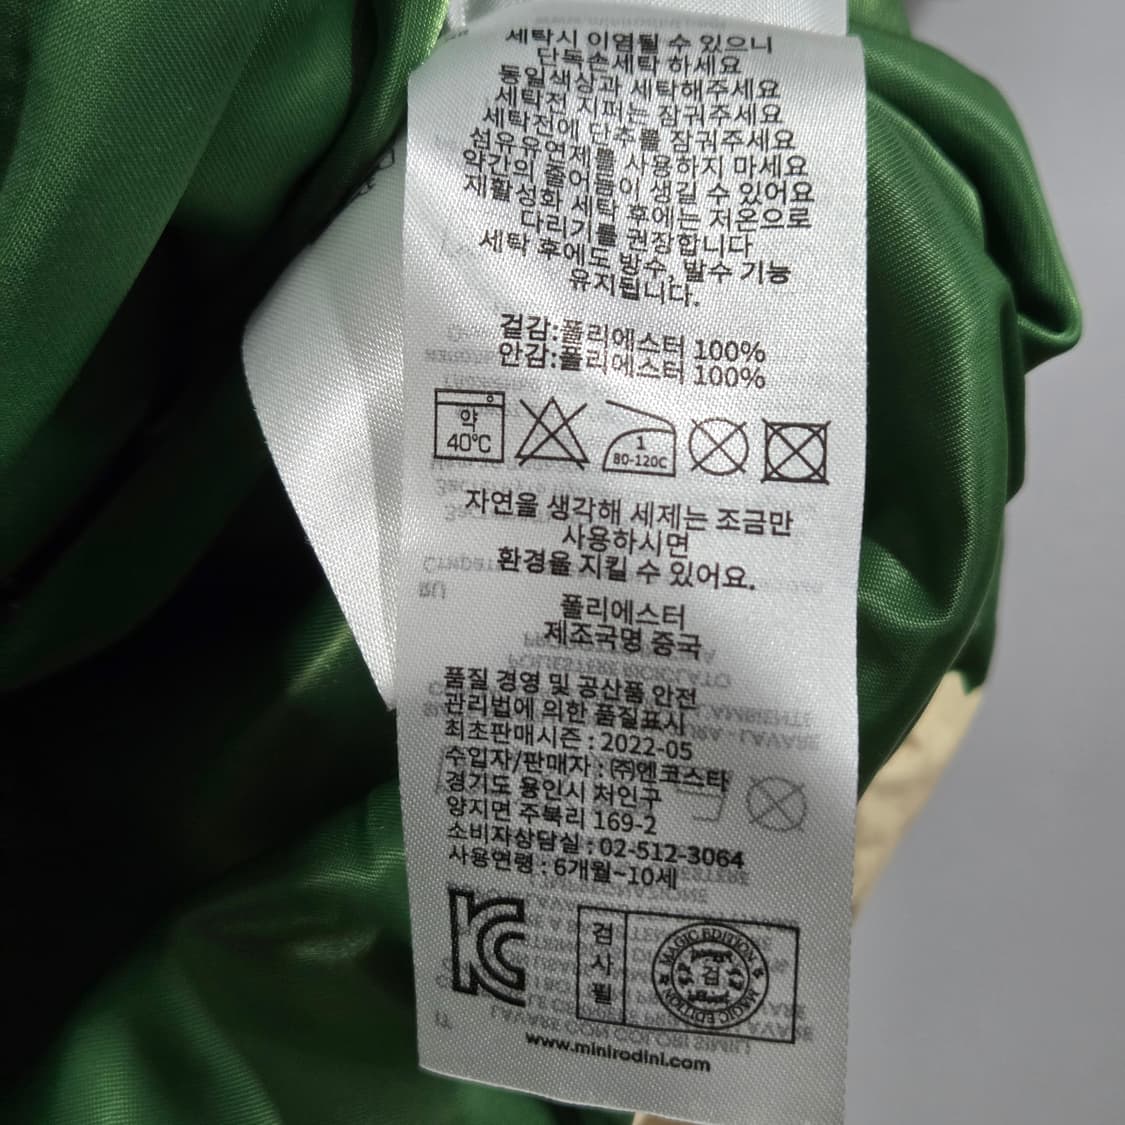 세탁시 이염될 수 있으니
단독손세탁 하세요
동일색상과 세탁해주세요
세탁전 지퍼는 잠궈주세요
세탁전에 단추를 잠궈주세요
섬유유연제를 사용하지 마세요
약간의 줄어듬이 생길 수 있어요
재활성화 세탁 후에는 저온으로
다리기를 권장합니다
세탁 후에도 방수, 발수 기능
유지됩니다.
겉감:폴리에스터 100%
안감:폴리에스터 100%
약
40℃
1
80-120C
자연을 생각해 세제는 조금만
사용하시면
환경을 지킬 수 있어요.
폴리에스터
제조국명 중국
품질 경영 및 공산품 안전
관리법에 의한 품질표시
최초판매시즌 : 2022-05
수입자/판매자 : ㈜엔코스타
경기도 용인시 처인구
양지면 주북리 169-2
소비자상담실 : 02-512-3064
사용연령 : 6개월~10세
KC
검사필
MAGIC EDITION & MAGIC EDITION &
검
www.minirodini.com